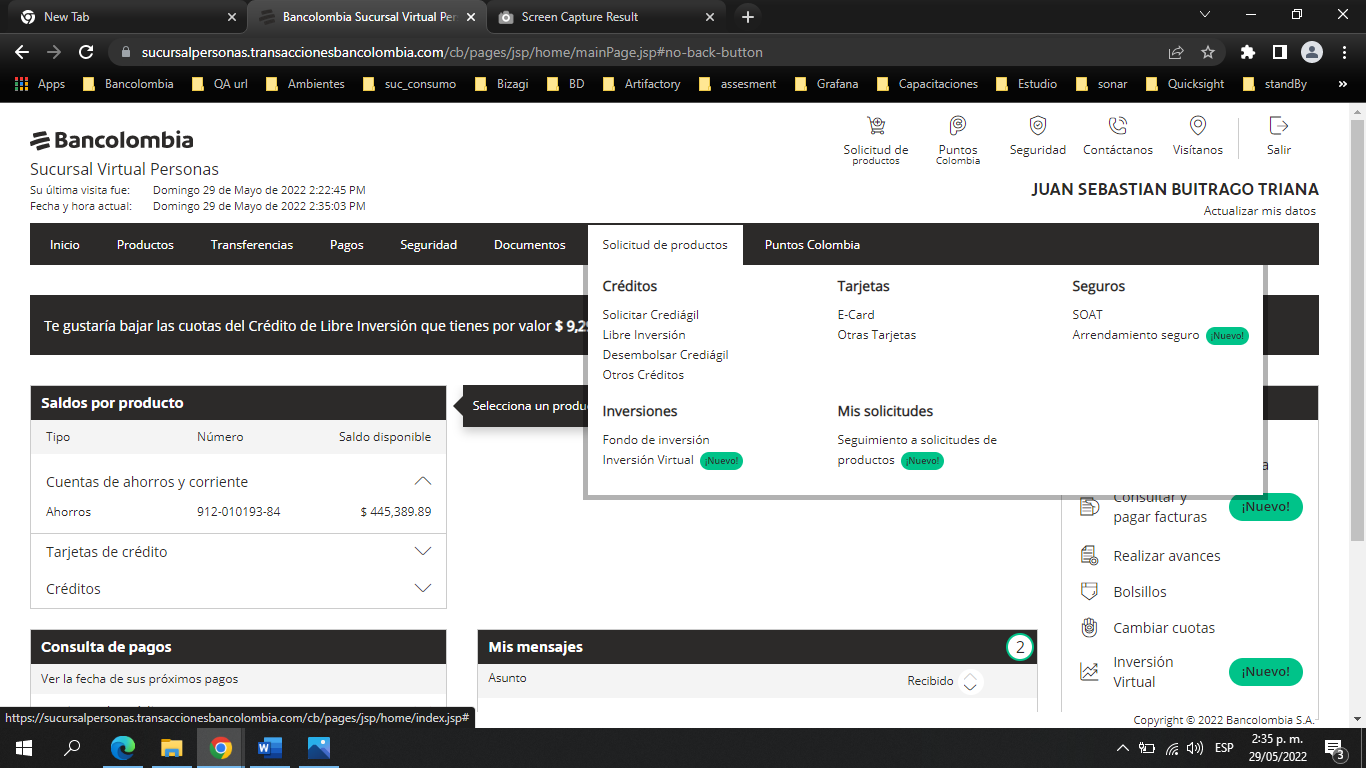 New Tab
Bancolombia Sucursal Virtual Per
Screen Capture Result
sucursalpersonas.transaccionesbancolombia.com/cb/pages/jsp/home/mainPage.jsp#no-back-button
Apps Bancolombia QA url Ambientes suc_consumo Bizagi BD Artifactory assesment Grafana Capacitaciones Estudio sonar Quicksight standBy »
Bancolombia
Sucursal Virtual Personas
Su última visita fue: Domingo 29 de Mayo de 2022 2:22:45 PM
Fecha y hora actual: Domingo 29 de Mayo de 2022 2:35:03 PM
Solicitud de
productos
Puntos
Colombia
Seguridad
Contáctanos
Visítanos
Salir
JUAN SEBASTIAN BUITRAGO TRIANA
Actualizar mis datos
Inicio Productos Transferencias Pagos Seguridad Documentos Solicitud de productos Puntos Colombia
Te gustaría bajar las cuotas del Crédito de Libre Inversión que tienes por valor $ 9,29
Créditos
Solicitar Crediágil
Libre Inversión
Desembolsar Crediágil
Otros Créditos
Tarjetas
E-Card
Otras Tarjetas
Seguros
SOAT
Arrendamiento seguro ¡Nuevo!
Inversiones
Fondo de inversión
Inversión Virtual ¡Nuevo!
Mis solicitudes
Seguimiento a solicitudes de
productos ¡Nuevo!
Saldos por producto
Tipo Número Saldo disponible
Cuentas de ahorros y corriente
Ahorros 912-010193-84 $ 445,389.89
Tarjetas de crédito
Créditos
Selecciona un produ
a
Consultar y
pagar facturas ¡Nuevo!
Realizar avances
Bolsillos
Cambiar cuotas
Inversión
Virtual ¡Nuevo!
Consulta de pagos
Ver la fecha de sus próximos pagos
Mis mensajes 2
Asunto Recibido
https://sucursalpersonas.transaccionesbancolombia.com/cb/pages/jsp/home/index.jsp#
Copyright © 2022 Bancolombia S.A.
ESP
2:35 p. m.
29/05/2022
3